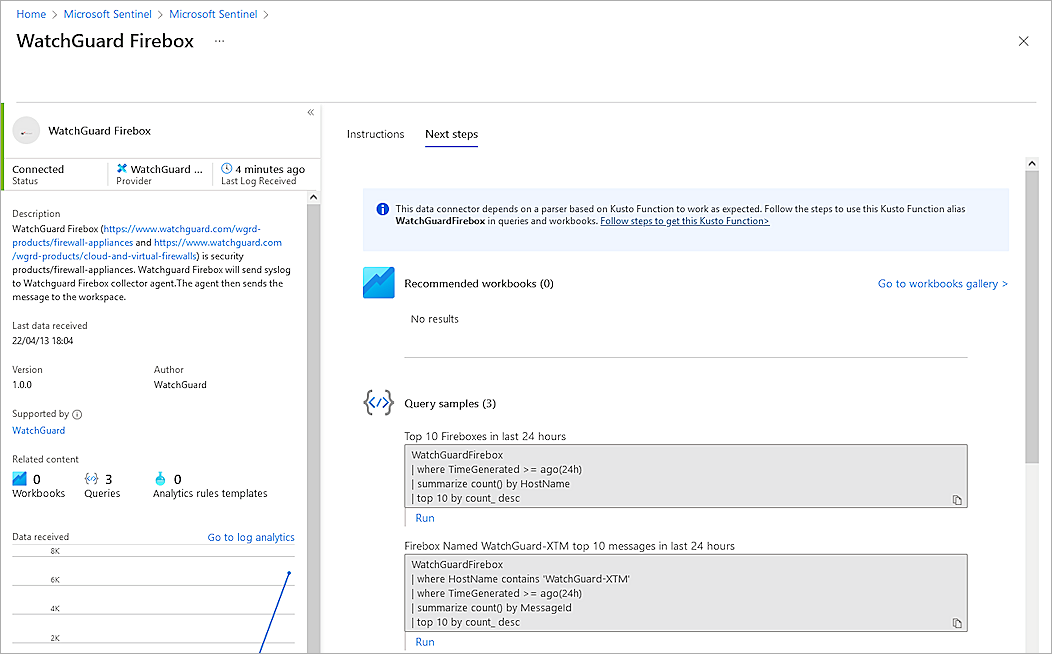 Home > Microsoft Sentinel > Microsoft Sentinel >
WatchGuard Firebox ...
WatchGuard Firebox
Connected
Status
WatchGuard ...
Provider
4 minutes ago
Last Log Received
Description
WatchGuard Firebox (https://www.watchguard.com/wgrd-
products/firewall-appliances and https://www.watchguard.com
/wgrd-products/cloud-and-virtual-firewalls) is security
products/firewall-appliances. Watchguard Firebox will send syslog
to Watchguard Firebox collector agent.The agent then sends the
message to the workspace.
Last data received
22/04/13 18:04
Version
1.0.0
Author
WatchGuard
Supported by
WatchGuard
Related content
0
Workbooks
3
Queries
0
Analytics rules templates
Data received
Go to log analytics
8K
6K
4K
2K
Instructions
Next steps
This data connector depends on a parser based on Kusto Function to work as expected. Follow the steps to use this Kusto Function alias
WatchGuardFirebox in queries and workbooks. Follow steps to get this Kusto Function>
Recommended workbooks (0)
Go to workbooks gallery >
No results
Query samples (3)
Top 10 Fireboxes in last 24 hours
WatchGuardFirebox
| where TimeGenerated >= ago(24h)
| summarize count() by HostName
| top 10 by count_ desc
Run
Firebox Named WatchGuard-XTM top 10 messages in last 24 hours
WatchGuardFirebox
| where HostName contains 'WatchGuard-XTM'
| where TimeGenerated >= ago(24h)
| summarize count() by MessageId
| top 10 by count_ desc
Run